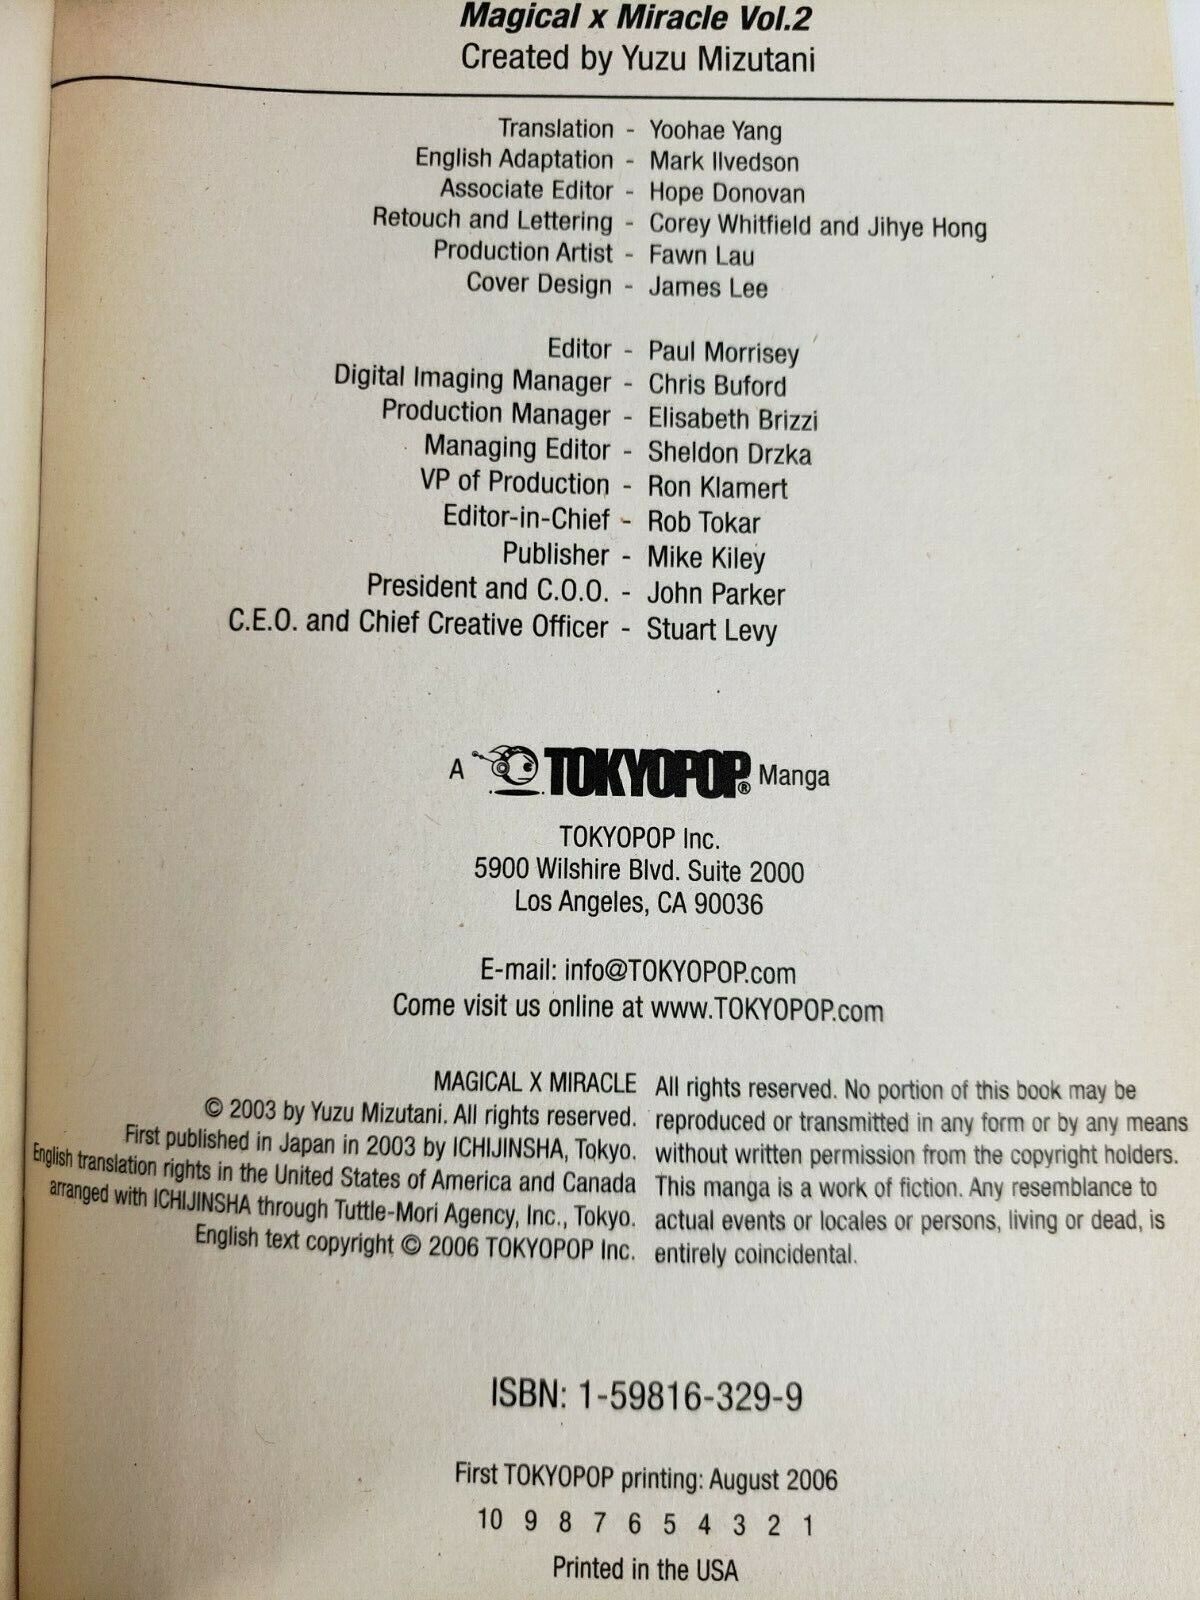 Magical x Miracle Vol.2
Created by Yuzu Mizutani
Translation - Yoohae Yang
English Adaptation - Mark Ilvedson
Associate Editor - Hope Donovan
Retouch and Lettering - Corey Whitfield and Jihye Hong
Production Artist - Fawn Lau
Cover Design - James Lee
Editor - Paul Morrisey
Digital Imaging Manager - Chris Buford
Production Manager - Elisabeth Brizzi
Managing Editor - Sheldon Drzka
VP of Production - Ron Klamert
Editor-in-Chief - Rob Tokar
Publisher - Mike Kiley
President and C.O.O. - John Parker
C.E.O. and Chief Creative Officer - Stuart Levy
A TOKYOPOP® Manga
TOKYOPOP Inc.
5900 Wilshire Blvd. Suite 2000
Los Angeles, CA 90036
E-mail: info@TOKYOPOP.com
Come visit us online at www.TOKYOPOP.com
MAGICAL X MIRACLE
© 2003 by Yuzu Mizutani. All rights reserved.
First published in Japan in 2003 by ICHIJINSHA, Tokyo.
English translation rights in the United States of America and Canada
arranged with ICHIJINSHA through Tuttle-Mori Agency, Inc., Tokyo.
English text copyright © 2006 TOKYOPOP Inc.
All rights reserved. No portion of this book may be
reproduced or transmitted in any form or by any means
without written permission from the copyright holders.
This manga is a work of fiction. Any resemblance to
actual events or locales or persons, living or dead, is
entirely coincidental.
ISBN: 1-59816-329-9
First TOKYOPOP printing: August 2006
10 9 8 7 6 5 4 3 2 1
Printed in the USA